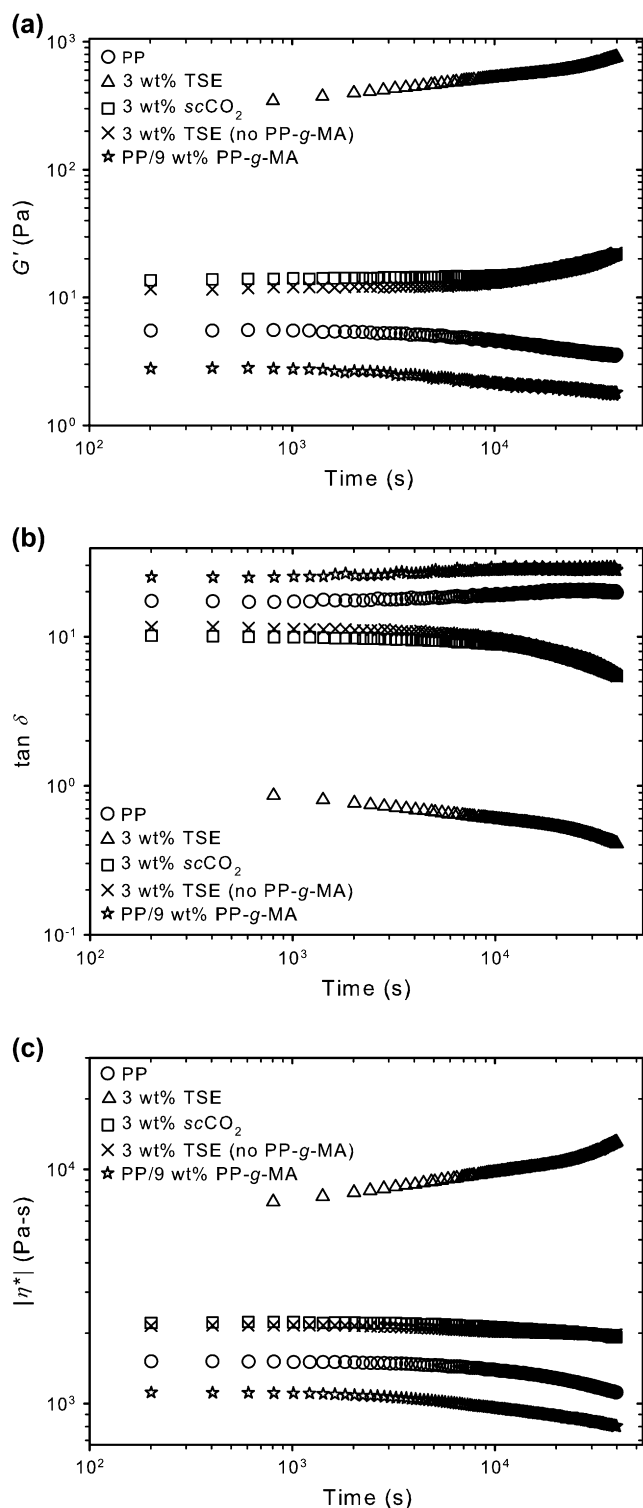 (a)
10³
PP
3 wt% TSE
3 wt% scCO₂
3 wt% TSE (no PP-g-MA)
PP/9 wt% PP-g-MA
10²
G' (Pa)
10¹
10⁰
10² 10³ 10⁴
Time (s)
(b)
10¹
tan δ
10⁰
PP
3 wt% TSE
3 wt% scCO₂
3 wt% TSE (no PP-g-MA)
PP/9 wt% PP-g-MA
10⁻¹
10² 10³ 10⁴
Time (s)
(c)
PP
3 wt% TSE
3 wt% scCO₂
3 wt% TSE (no PP-g-MA)
PP/9 wt% PP-g-MA
10⁴
|η*| (Pa-s)
10³
10² 10³ 10⁴
Time (s)